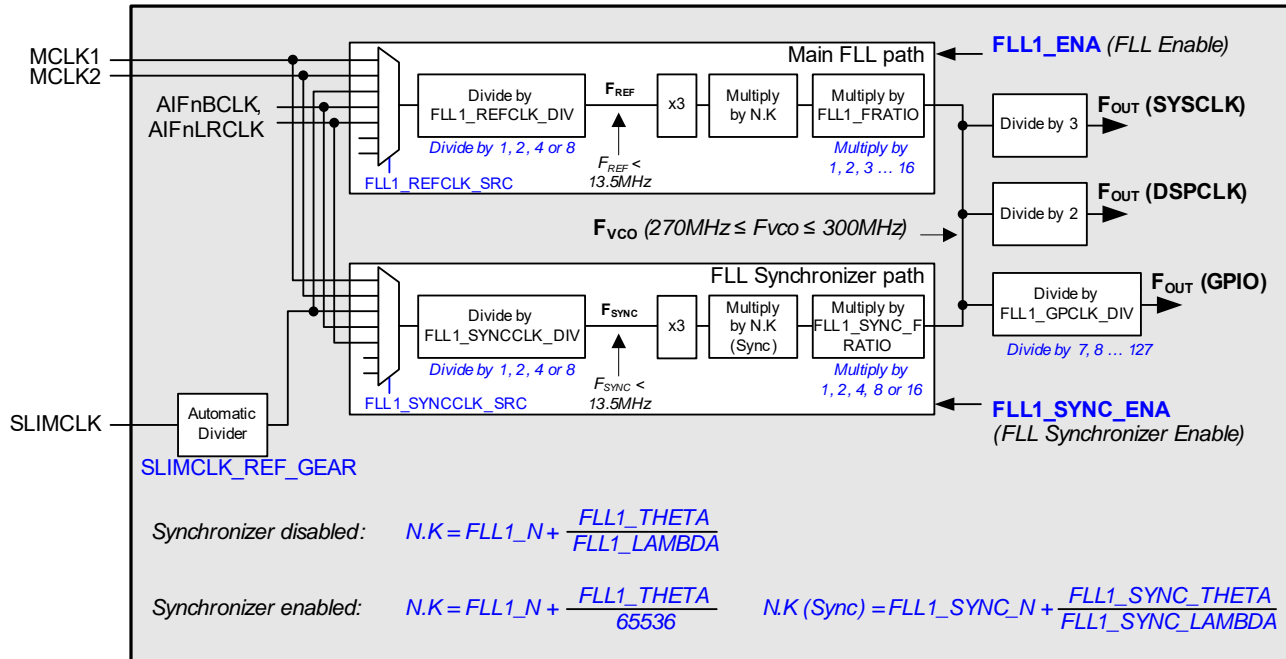 MCLK1
MCLK2
AIFnBCLK,
AIFnLRCLK
SLIMCLK
Automatic
Divider
SLIMCLK_REF_GEAR
Main FLL path
FLL1_REFCLK_SRC
Divide by
FLL1_REFCLK_DIV
Divide by 1, 2, 4 or 8
FREF
FREF <
13.5MHz
x3
Multiply
by N.K
Multiply by
FLL1_FRATIO
Multiply by
1, 2, 3 … 16
FLL1_ENA (FLL Enable)
Divide by 3
FOUT (SYSCLK)
Divide by 2
FOUT (DSPCLK)
FVCO (270MHz ≤ Fvco ≤ 300MHz)
FLL Synchronizer path
FLL1_SYNCCLK_SRC
Divide by
FLL1_SYNCCLK_DIV
Divide by 1, 2, 4 or 8
FSYNC
FSYNC <
13.5MHz
x3
Multiply
by N.K
(Sync)
Multiply by
FLL1_SYNC_F
RATIO
Multiply by
1, 2, 4, 8 or 16
Divide by
FLL1_GPCLK_DIV
Divide by 7, 8 … 127
FOUT (GPIO)
FLL1_SYNC_ENA
(FLL Synchronizer Enable)
Synchronizer disabled: N.K = FLL1_N + FLL1_THETA
FLL1_LAMBDA
Synchronizer enabled: N.K = FLL1_N + FLL1_THETA
65536
N.K (Sync) = FLL1_SYNC_N + FLL1_SYNC_THETA
FLL1_SYNC_LAMBDA